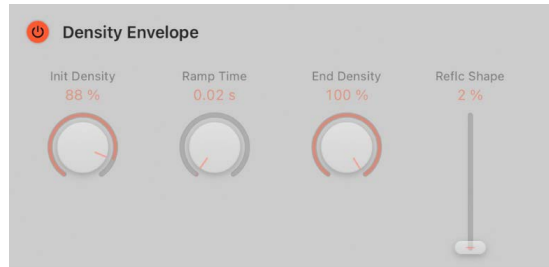 Density Envelope
Init Density
88 %
Ramp Time
0.02 s
End Density
100 %
Reflc Shape
2 %